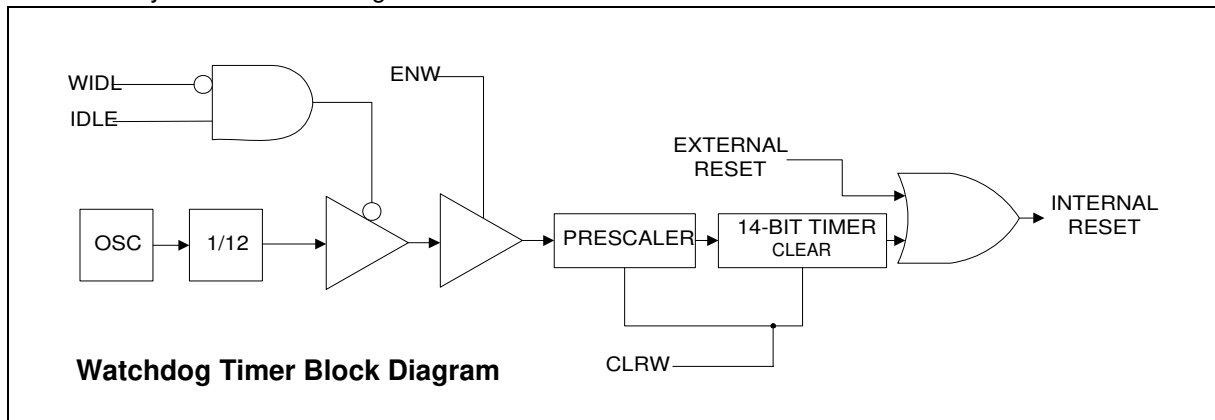 WIDL
IDLE
ENW
EXTERNAL
RESET
INTERNAL
RESET
OSC
1/12
PRESCALER
14-BIT TIMER
CLEAR
CLRW
Watchdog Timer Block Diagram